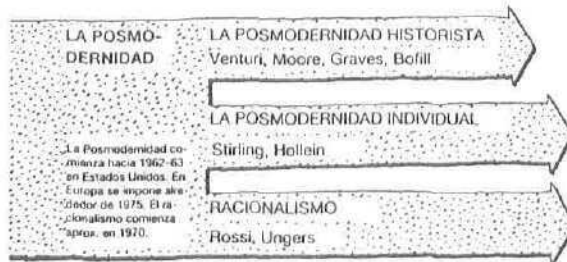 LA POSMO-
DERNIDAD
La Posmodernidad co-
mienza hacia 1962-63
en Estados Unidos. En
Europa se impone alre-
dedor de 1975. El ra-
cionalismo comienza
aprox. en 1970.
LA POSMODERNIDAD HISTORISTA
Venturi, Moore, Graves, Bofill
LA POSMODERNIDAD INDIVIDUAL
Stirling, Hollein
RACIONALISMO
Rossi, Ungers